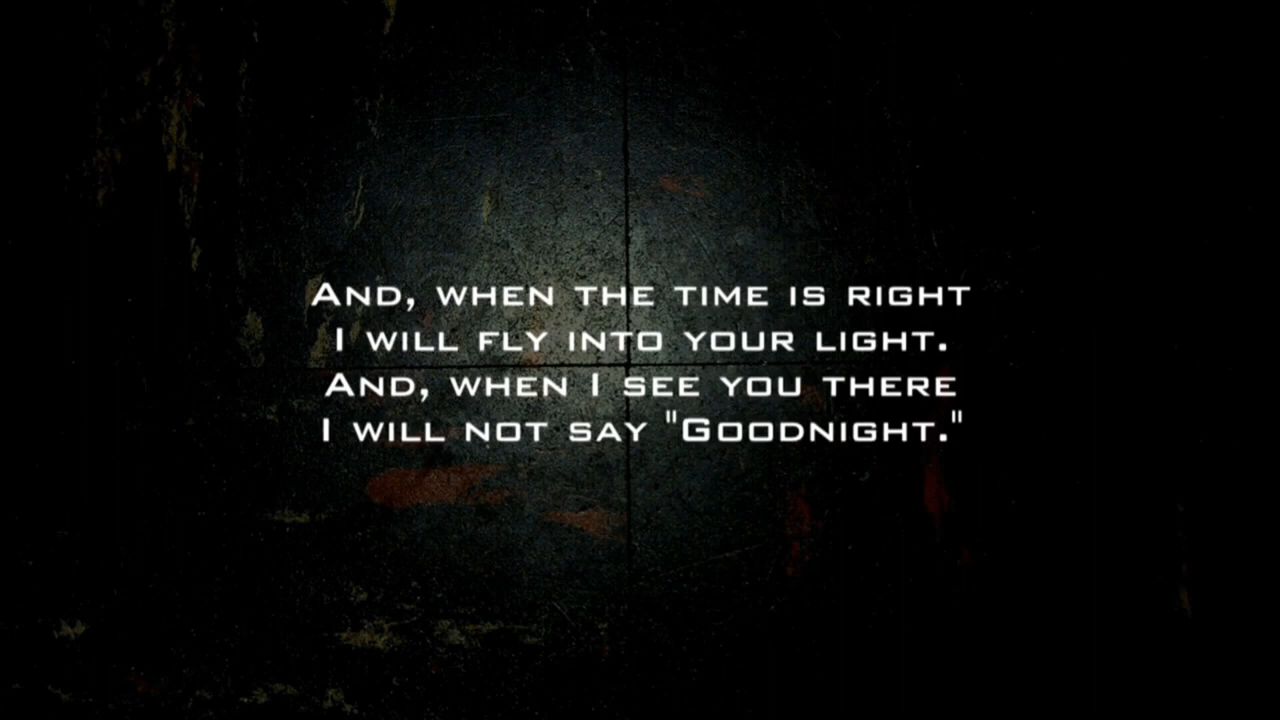 And, when the time is right
I will fly into your light.
And, when I see you there
I will not say "Goodnight."